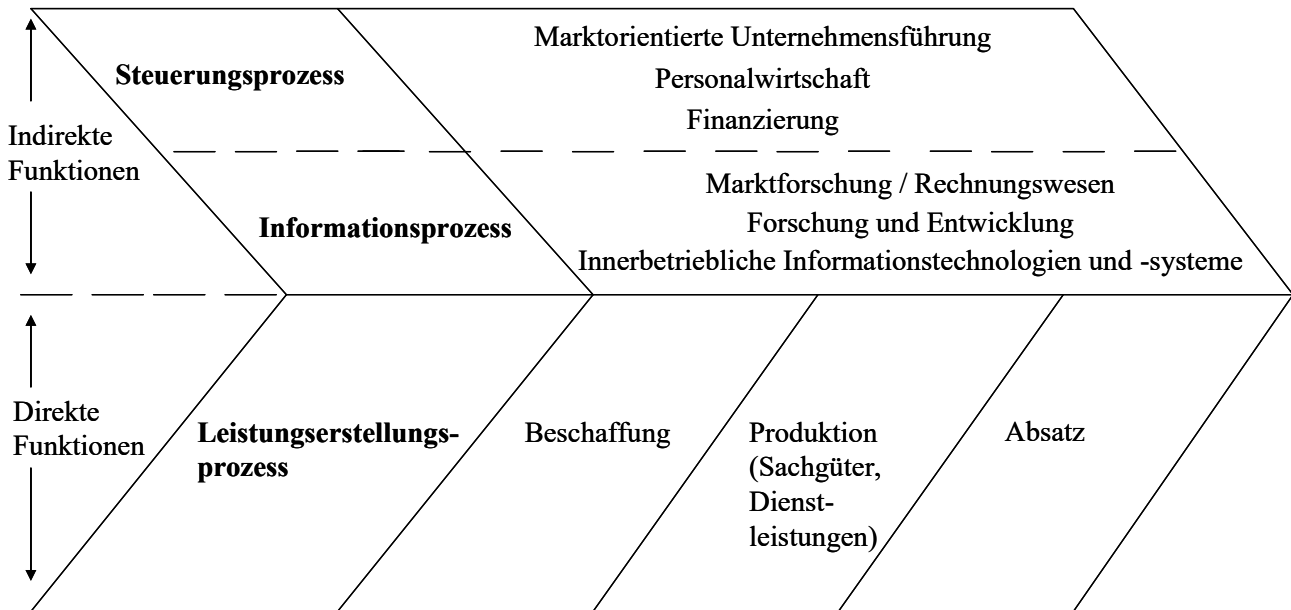 Marktorientierte Unternehmensführung
Steuerungsprozess
Personalwirtschaft
Finanzierung
Indirekte
Funktionen
Marktforschung / Rechnungswesen
Informationsprozess
Forschung und Entwicklung
Innerbetriebliche Informationstechnologien und -systeme
Direkte
Funktionen
Leistungserstellungs-
prozess
Beschaffung
Produktion
(Sachgüter,
Dienst-
leistungen)
Absatz